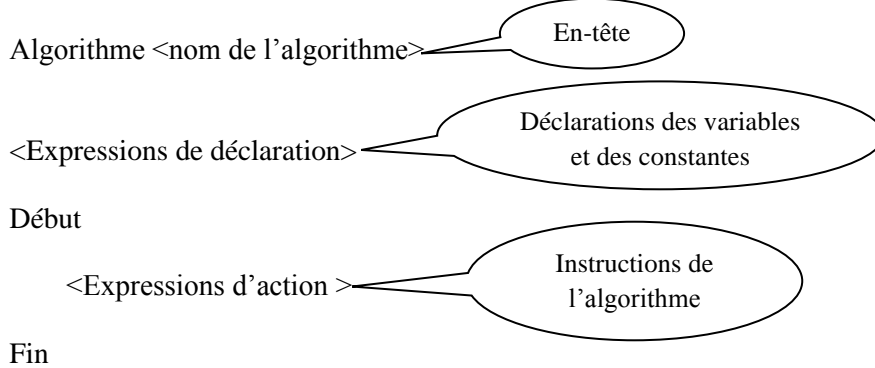 Algorithme <nom de l’algorithme>
En-tête
<Expressions de déclaration>
Déclarations des variables
et des constantes
Début
<Expressions d’action >
Instructions de
l’algorithme
Fin